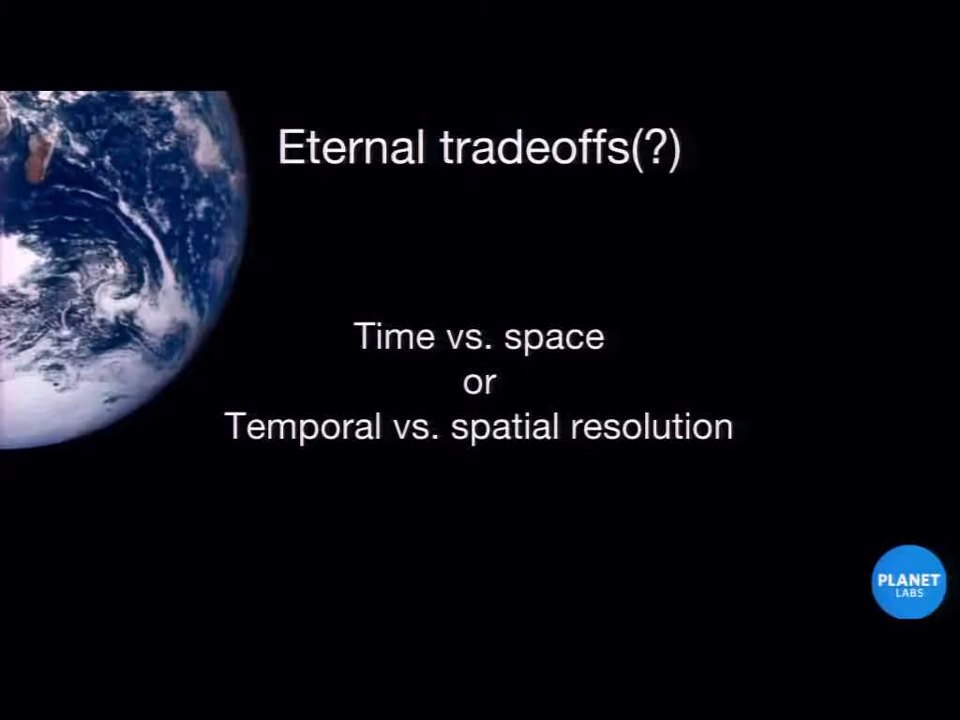 Eternal tradeoffs(?)
Time vs. space
or
Temporal vs. spatial resolution
PLANET
LABS